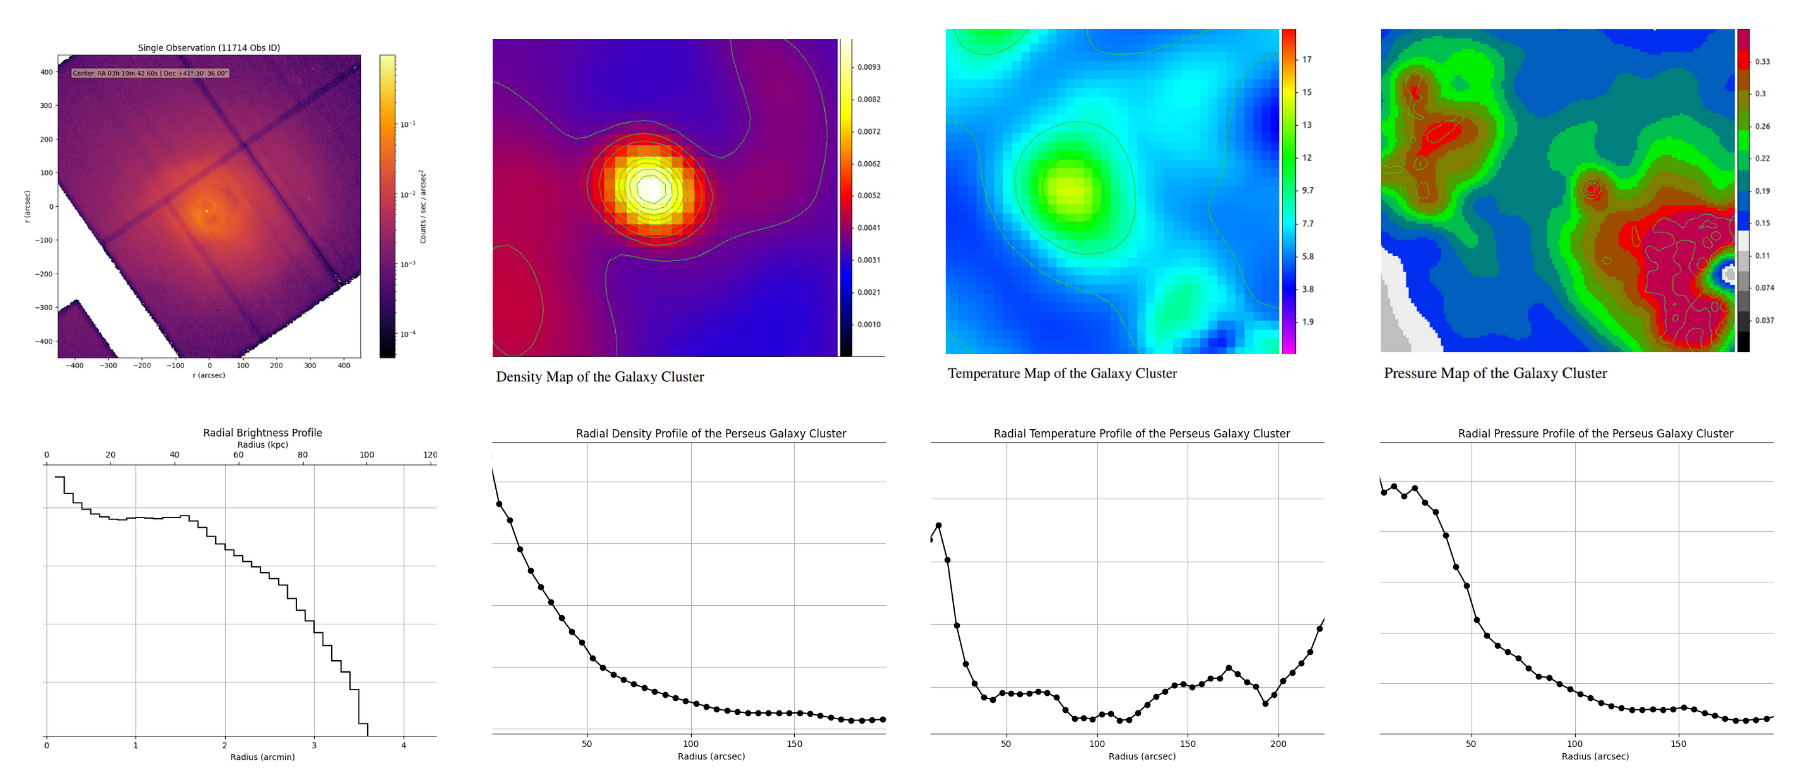 Single Observation (11714 Obs ID)
Center: RA 03h 19m 42.60s | Dec +41° 30' 36.00"
400
300
200
100
0
−100
−200
−300
−400
r (arcsec)
−400 −300 −200 −100 0 100 200 300 400
r (arcsec)
10⁻¹
10⁻²
10⁻³
10⁻⁴
Counts / sec / arcsec²
0.0093
0.0082
0.0072
0.0062
0.0052
0.0041
0.0031
0.0021
0.0010
Density Map of the Galaxy Cluster
17
15
13
12
9.7
7.7
5.8
3.8
1.9
Temperature Map of the Galaxy Cluster
0.33
0.3
0.26
0.22
0.19
0.15
0.11
0.074
0.037
Pressure Map of the Galaxy Cluster
Radial Brightness Profile
Radius (kpc)
0 20 40 60 80 100 120
0 1 2 3 4
Radius (arcmin)
Radial Density Profile of the Perseus Galaxy Cluster
50 100 150
Radius (arcsec)
Radial Temperature Profile of the Perseus Galaxy Cluster
50 100 150 200
Radius (arcsec)
Radial Pressure Profile of the Perseus Galaxy Cluster
50 100 150
Radius (arcsec)